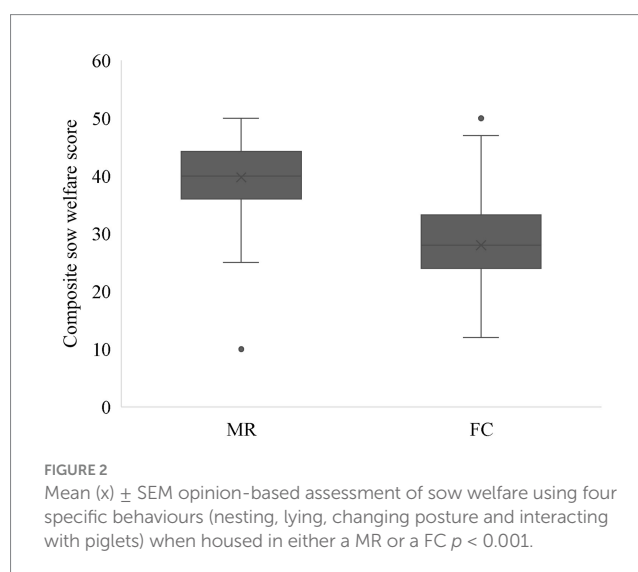 60
50
40
30
20
10
0
Composite sow welfare score
MR
FC
FIGURE 2
Mean (x) ± SEM opinion-based assessment of sow welfare using four
specific behaviours (nesting, lying, changing posture and interacting
with piglets) when housed in either a MR or a FC p < 0.001.